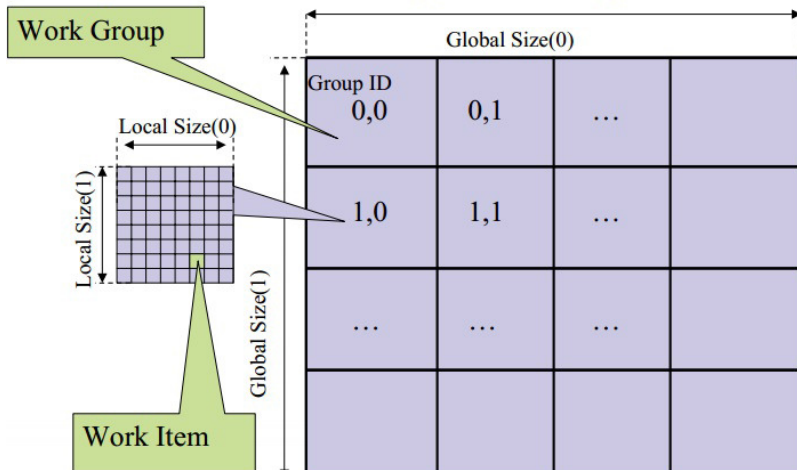 Work Group
Global Size(0)
Group ID
0,0 0,1 ...
Local Size(0)
Local Size(1)
1,0 1,1 ...
Global Size(1)
... ... ...
Work Item